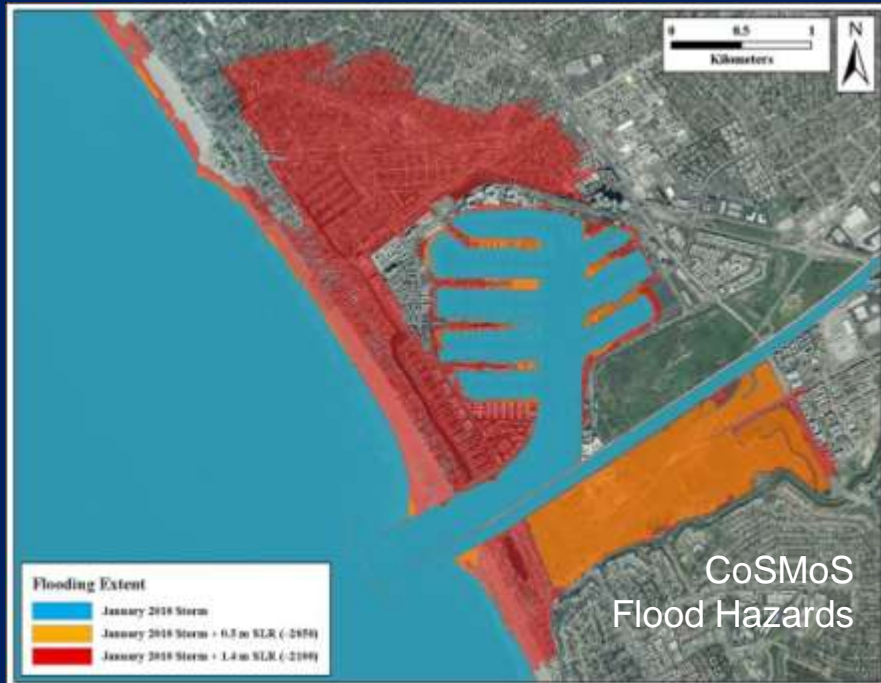 0 0.5 1
Kilometers
N
Flooding Extent
January 2010 Storm
January 2010 Storm + 0.5 m SLR (~2050)
January 2010 Storm + 1.4 m SLR (~2100)
CoSMoS
Flood Hazards